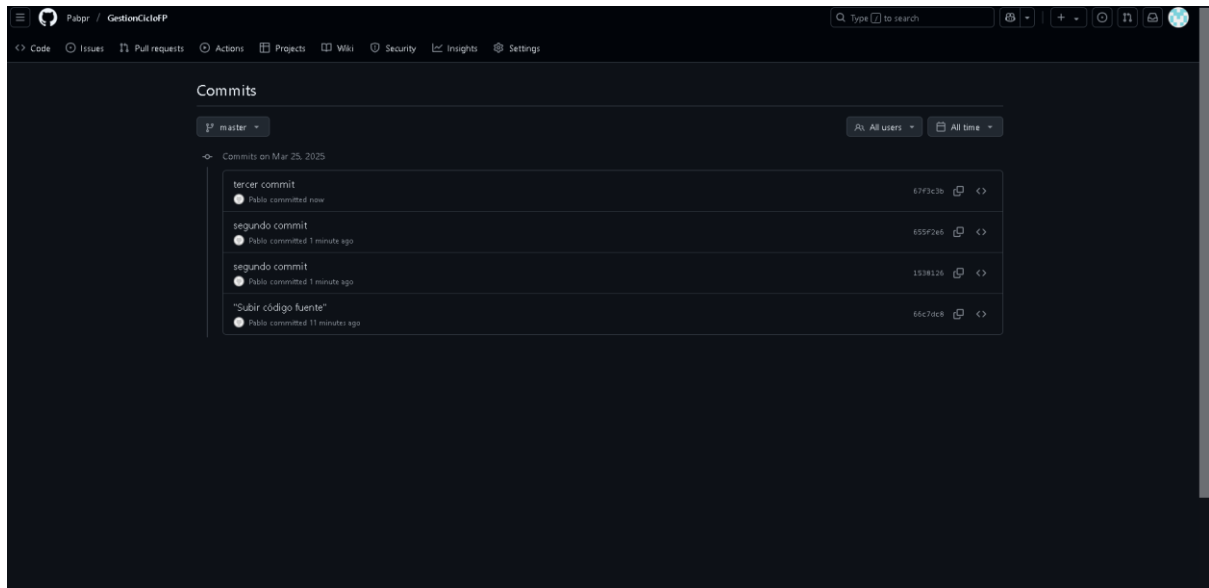 Pabpr / GestionCicloFP
Type / to search
Code Issues Pull requests Actions Projects Wiki Security Insights Settings
Commits
master
All users All time
Commits on Mar 25, 2025
tercer commit
67f3c3b
Pablo committed now
segundo commit
655f2e6
Pablo committed 1 minute ago
segundo commit
1538126
Pablo committed 1 minute ago
"Subir código fuente"
66c7dc8
Pablo committed 11 minutes ago